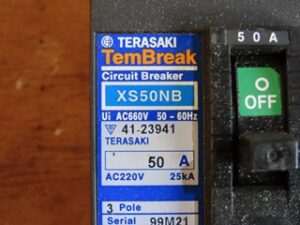 TERASAKI
TemBreak
Circuit Breaker
XS50NB
Ui AC660V 50-60Hz
41-23941
TERASAKI
50 A
AC220V 25kA
3 Pole
Serial 99M21
50A
OFF